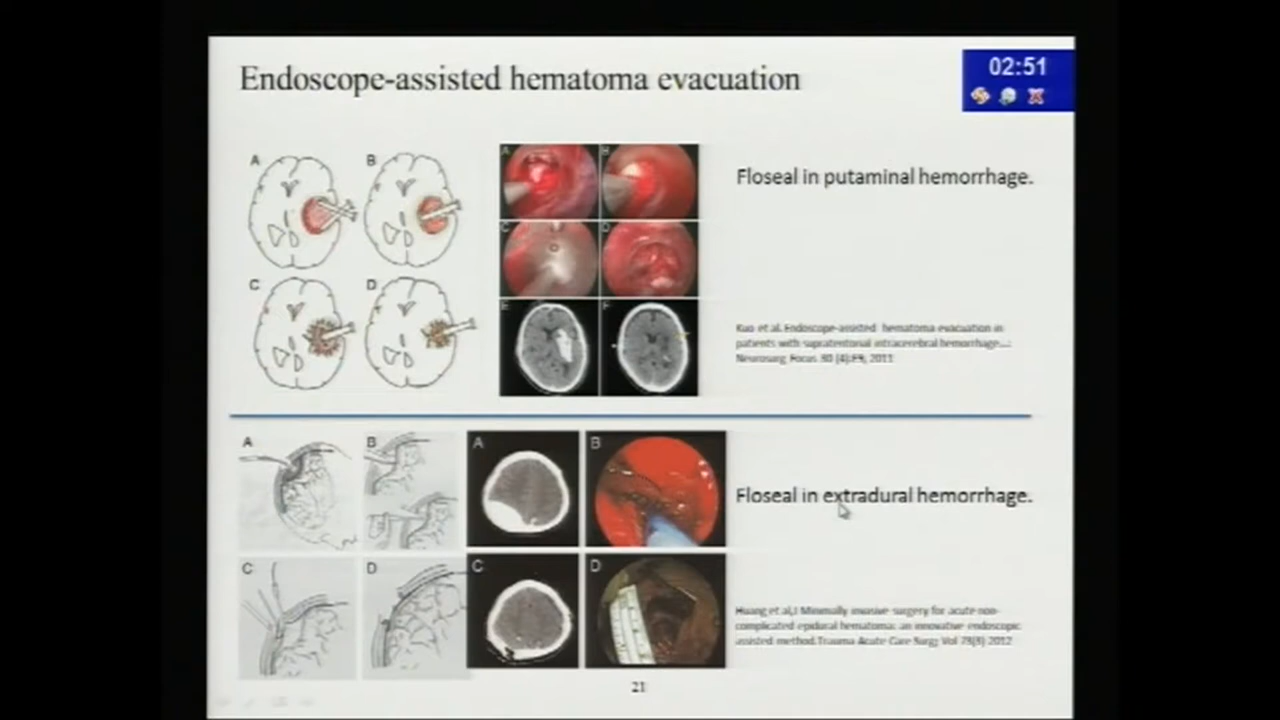 Endoscope-assisted hematoma evacuation
02:51
A
B
C
D
A
B
C
D
E
F
Floseal in putaminal hemorrhage.
Kuo et al. Endoscope-assisted hematoma evacuation in
patients with supratentorial intracerebral hemorrhage....:
Neurosurg Focus 30 (4):E9, 2011
A
B
C
D
A
B
C
D
Floseal in extradural hemorrhage.
Huang et al,J Minimally invasive surgery for acute non-
complicated epidural hematoma: an innovative endoscopic
assisted method.Trauma Acute Care Surg; Vol 73(3) 2012
21